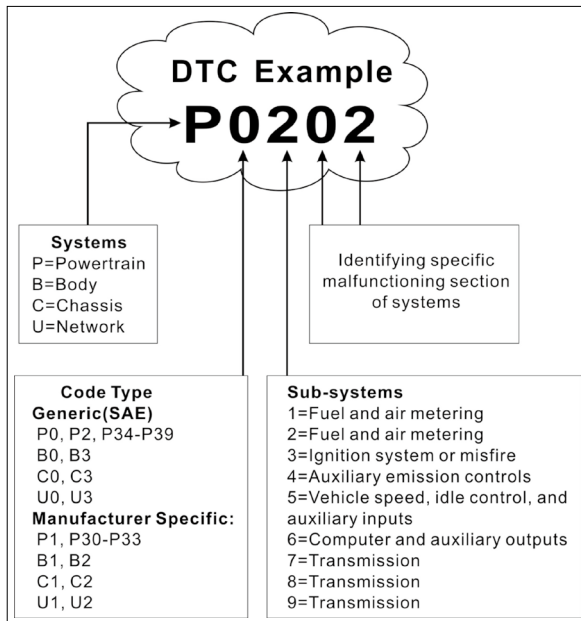 DTC Example
P0202
Systems
P=Powertrain
B=Body
C=Chassis
U=Network
Identifying specific
malfunctioning section
of systems
Code Type
Generic(SAE)
P0, P2, P34-P39
B0, B3
C0, C3
U0, U3
Manufacturer Specific:
P1, P30-P33
B1, B2
C1, C2
U1, U2
Sub-systems
1=Fuel and air metering
2=Fuel and air metering
3=Ignition system or misfire
4=Auxiliary emission controls
5=Vehicle speed, idle control, and
auxiliary inputs
6=Computer and auxiliary outputs
7=Transmission
8=Transmission
9=Transmission